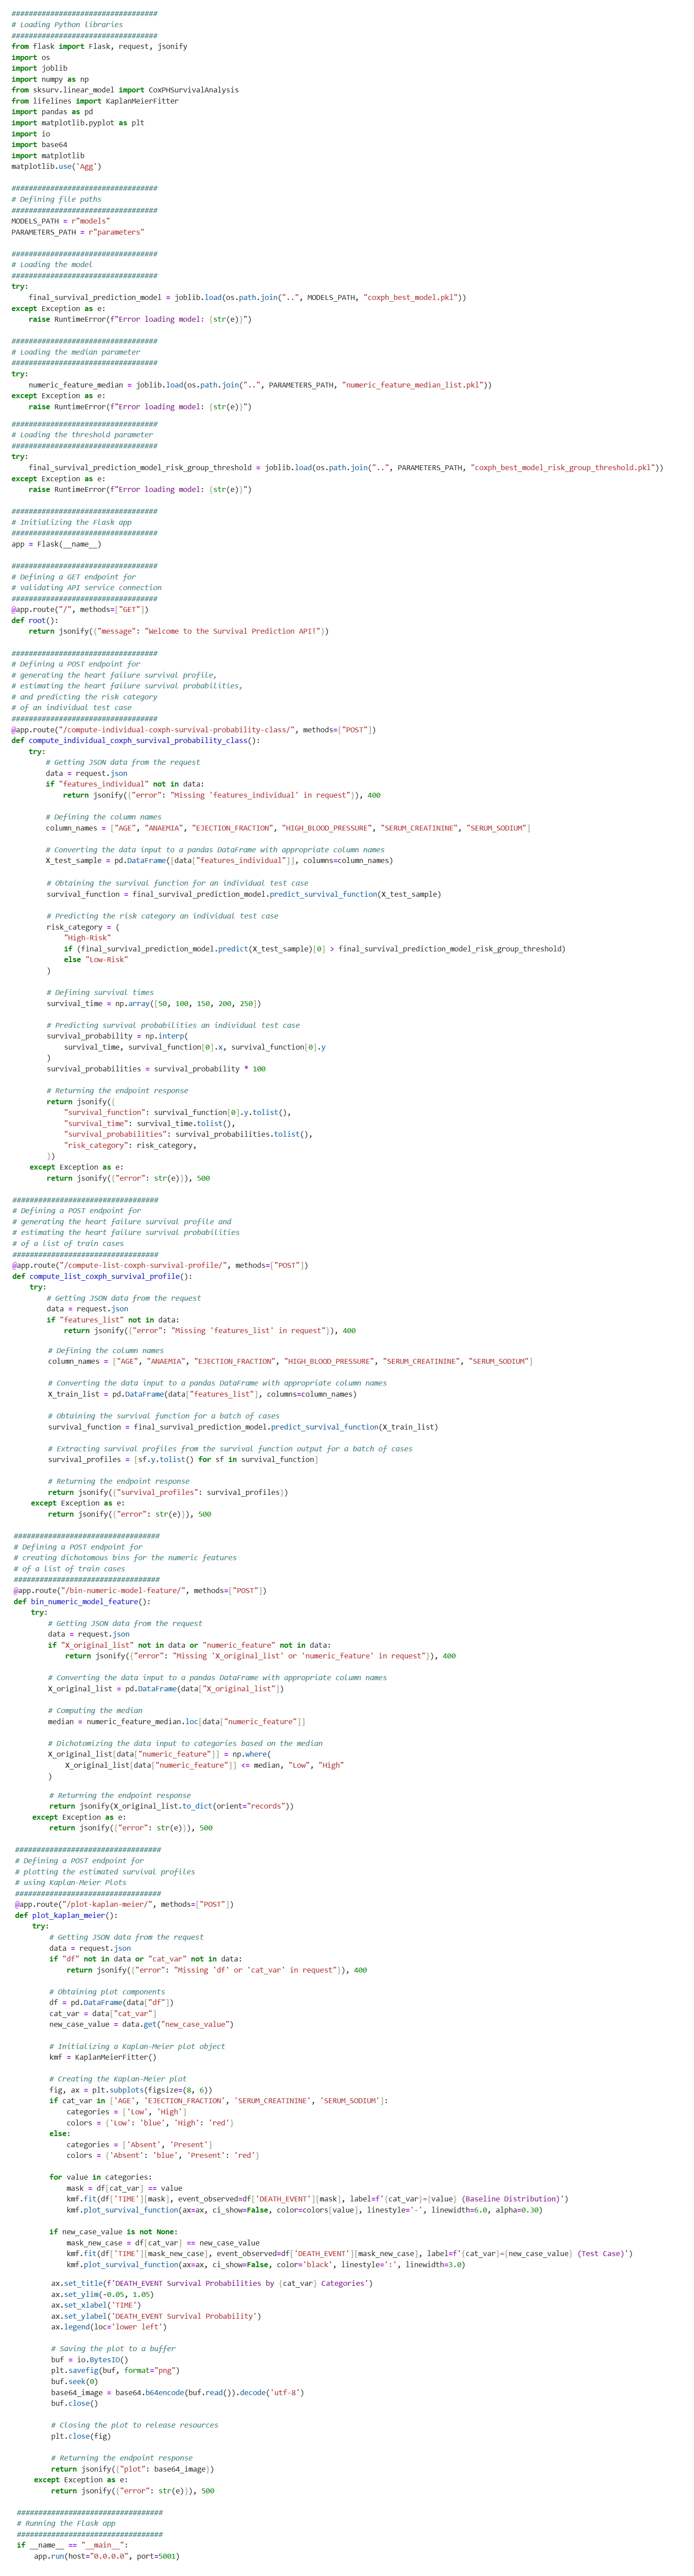 ##################################
# Loading Python libraries
##################################
from flask import Flask, request, jsonify
import os
import joblib
import numpy as np
from sksurv.linear_model import CoxPHSurvivalAnalysis
from lifelines import KaplanMeierFitter
import pandas as pd
import matplotlib.pyplot as plt
import io
import base64
import matplotlib
matplotlib.use('Agg')

##################################
# Defining file paths
##################################
MODELS_PATH = r"models"
PARAMETERS_PATH = r"parameters"

##################################
# Loading the model
##################################
try:
    final_survival_prediction_model = joblib.load(os.path.join("..", MODELS_PATH, "coxph_best_model.pkl"))
except Exception as e:
    raise RuntimeError(f"Error loading model: {str(e)}")

##################################
# Loading the median parameter
##################################
try:
    numeric_feature_median = joblib.load(os.path.join("..", PARAMETERS_PATH, "numeric_feature_median_list.pkl"))
except Exception as e:
    raise RuntimeError(f"Error loading model: {str(e)}")

##################################
# Loading the threshold parameter
##################################
try:
    final_survival_prediction_model_risk_group_threshold = joblib.load(os.path.join("..", PARAMETERS_PATH, "coxph_best_model_risk_group_threshold.pkl"))
except Exception as e:
    raise RuntimeError(f"Error loading model: {str(e)}")

##################################
# Initializing the Flask app
##################################
app = Flask(__name__)

##################################
# Defining a GET endpoint for
# validating API service connection
##################################
@app.route("/", methods=["GET"])
def root():
    return jsonify({"message": "Welcome to the Survival Prediction API!"})

##################################
# Defining a POST endpoint for
# generating the heart failure survival profile,
# estimating the heart failure survival probabilities,
# and predicting the risk category
# of an individual test case
##################################
@app.route("/compute-individual-coxph-survival-probability-class/", methods=["POST"])
def compute_individual_coxph_survival_probability_class():
    try:
        # Getting JSON data from the request
        data = request.json
        if "features_individual" not in data:
            return jsonify({"error": "Missing 'features_individual' in request"}), 400

        # Defining the column names
        column_names = ["AGE", "ANAEMIA", "EJECTION_FRACTION", "HIGH_BLOOD_PRESSURE", "SERUM_CREATININE", "SERUM_SODIUM"]

        # Converting the data input to a pandas DataFrame with appropriate column names
        X_test_sample = pd.DataFrame([data["features_individual"]], columns=column_names)

        # Obtaining the survival function for an individual test case
        survival_function = final_survival_prediction_model.predict_survival_function(X_test_sample)

        # Predicting the risk category an individual test case
        risk_category = (
            "High-Risk"
            if (final_survival_prediction_model.predict(X_test_sample)[0] > final_survival_prediction_model_risk_group_threshold)
            else "Low-Risk"
        )

        # Defining survival times
        survival_time = np.array([50, 100, 150, 200, 250])

        # Predicting survival probabilities an individual test case
        survival_probability = np.interp(
            survival_time, survival_function[0].x, survival_function[0].y
        )
        survival_probabilities = survival_probability * 100

        # Returning the endpoint response
        return jsonify({
            "survival_function": survival_function[0].y.tolist(),
            "survival_time": survival_time.tolist(),
            "survival_probabilities": survival_probabilities.tolist(),
            "risk_category": risk_category,
        })
    except Exception as e:
        return jsonify({"error": str(e)}), 500

##################################
# Defining a POST endpoint for
# generating the heart failure survival profile and
# estimating the heart failure survival probabilities
# of a list of train cases
##################################
@app.route("/compute-list-coxph-survival-profile/", methods=["POST"])
def compute_list_coxph_survival_profile():
    try:
        # Getting JSON data from the request
        data = request.json
        if "features_list" not in data:
            return jsonify({"error": "Missing 'features_list' in request"}), 400

        # Defining the column names
        column_names = ["AGE", "ANAEMIA", "EJECTION_FRACTION", "HIGH_BLOOD_PRESSURE", "SERUM_CREATININE", "SERUM_SODIUM"]

        # Converting the data input to a pandas DataFrame with appropriate column names
        X_train_list = pd.DataFrame(data["features_list"], columns=column_names)

        # Obtaining the survival function for a batch of cases
        survival_function = final_survival_prediction_model.predict_survival_function(X_train_list)

        # Extracting survival profiles from the survival function output for a batch of cases
        survival_profiles = [sf.y.tolist() for sf in survival_function]

        # Returning the endpoint response
        return jsonify({"survival_profiles": survival_profiles})
    except Exception as e:
        return jsonify({"error": str(e)}), 500

##################################
# Defining a POST endpoint for
# creating dichotomous bins for the numeric features
# of a list of train cases
##################################
@app.route("/bin-numeric-model-feature/", methods=["POST"])
def bin_numeric_model_feature():
    try:
        # Getting JSON data from the request
        data = request.json
        if "X_original_list" not in data or "numeric_feature" not in data:
            return jsonify({"error": "Missing 'X_original_list' or 'numeric_feature' in request"}), 400

        # Converting the data input to a pandas DataFrame with appropriate column names
        X_original_list = pd.DataFrame(data["X_original_list"])

        # Computing the median
        median = numeric_feature_median.loc[data["numeric_feature"]]

        # Dichotomizing the data input to categories based on the median
        X_original_list[data["numeric_feature"]] = np.where(
            X_original_list[data["numeric_feature"]] <= median, "Low", "High"
        )

        # Returning the endpoint response
        return jsonify(X_original_list.to_dict(orient="records"))
    except Exception as e:
        return jsonify({"error": str(e)}), 500

##################################
# Defining a POST endpoint for
# plotting the estimated survival profiles
# using Kaplan-Meier Plots
##################################
@app.route("/plot-kaplan-meier/", methods=["POST"])
def plot_kaplan_meier():
    try:
        # Getting JSON data from the request
        data = request.json
        if "df" not in data or "cat_var" not in data:
            return jsonify({"error": "Missing 'df' or 'cat_var' in request"}), 400

        # Obtaining plot components
        df = pd.DataFrame(data["df"])
        cat_var = data["cat_var"]
        new_case_value = data.get("new_case_value")

        # Initializing a Kaplan-Meier plot object
        kmf = KaplanMeierFitter()

        # Creating the Kaplan-Meier plot
        fig, ax = plt.subplots(figsize=(8, 6))
        if cat_var in ['AGE', 'EJECTION_FRACTION', 'SERUM_CREATININE', 'SERUM_SODIUM']:
            categories = ['Low', 'High']
            colors = {'Low': 'blue', 'High': 'red'}
        else:
            categories = ['Absent', 'Present']
            colors = {'Absent': 'blue', 'Present': 'red'}

        for value in categories:
            mask = df[cat_var] == value
            kmf.fit(df['TIME'][mask], event_observed=df['DEATH_EVENT'][mask], label=f'{cat_var}={value} (Baseline Distribution)')
            kmf.plot_survival_function(ax=ax, ci_show=False, color=colors[value], linestyle='-', linewidth=6.0, alpha=0.30)

        if new_case_value is not None:
            mask_new_case = df[cat_var] == new_case_value
            kmf.fit(df['TIME'][mask_new_case], event_observed=df['DEATH_EVENT'][mask_new_case], label=f'{cat_var}={new_case_value} (Test Case)')
            kmf.plot_survival_function(ax=ax, ci_show=False, color='black', linestyle=':', linewidth=3.0)

        ax.set_title(f'DEATH_EVENT Survival Probabilities by {cat_var} Categories')
        ax.set_ylim(-0.05, 1.05)
        ax.set_xlabel('TIME')
        ax.set_ylabel('DEATH_EVENT Survival Probability')
        ax.legend(loc='lower left')

        # Saving the plot to a buffer
        buf = io.BytesIO()
        plt.savefig(buf, format="png")
        buf.seek(0)
        base64_image = base64.b64encode(buf.read()).decode('utf-8')
        buf.close()

        # Closing the plot to release resources
        plt.close(fig)

        # Returning the endpoint response
        return jsonify({"plot": base64_image})
    except Exception as e:
        return jsonify({"error": str(e)}), 500

##################################
# Running the Flask app
##################################
if __name__ == "__main__":
    app.run(host="0.0.0.0", port=5001)